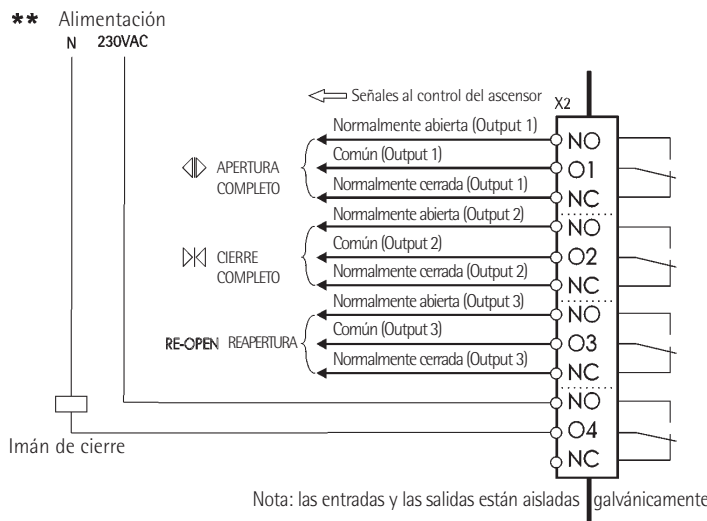 ** Alimentación
N 230VAC
Señales al control del ascensor X2
Normalmente abierta (Output 1) NO
APERTURA COMPLETO Común (Output 1) O1
Normalmente cerrada (Output 1) NC
Normalmente abierta (Output 2) NO
CIERRE COMPLETO Común (Output 2) O2
Normalmente cerrada (Output 2) NC
Normalmente abierta (Output 3) NO
RE-OPEN REAPERTURA Común (Output 3) O3
Normalmente cerrada (Output 3) NC
NO
O4
Imán de cierre
NC
Nota: las entradas y las salidas están aisladas galvánicamente